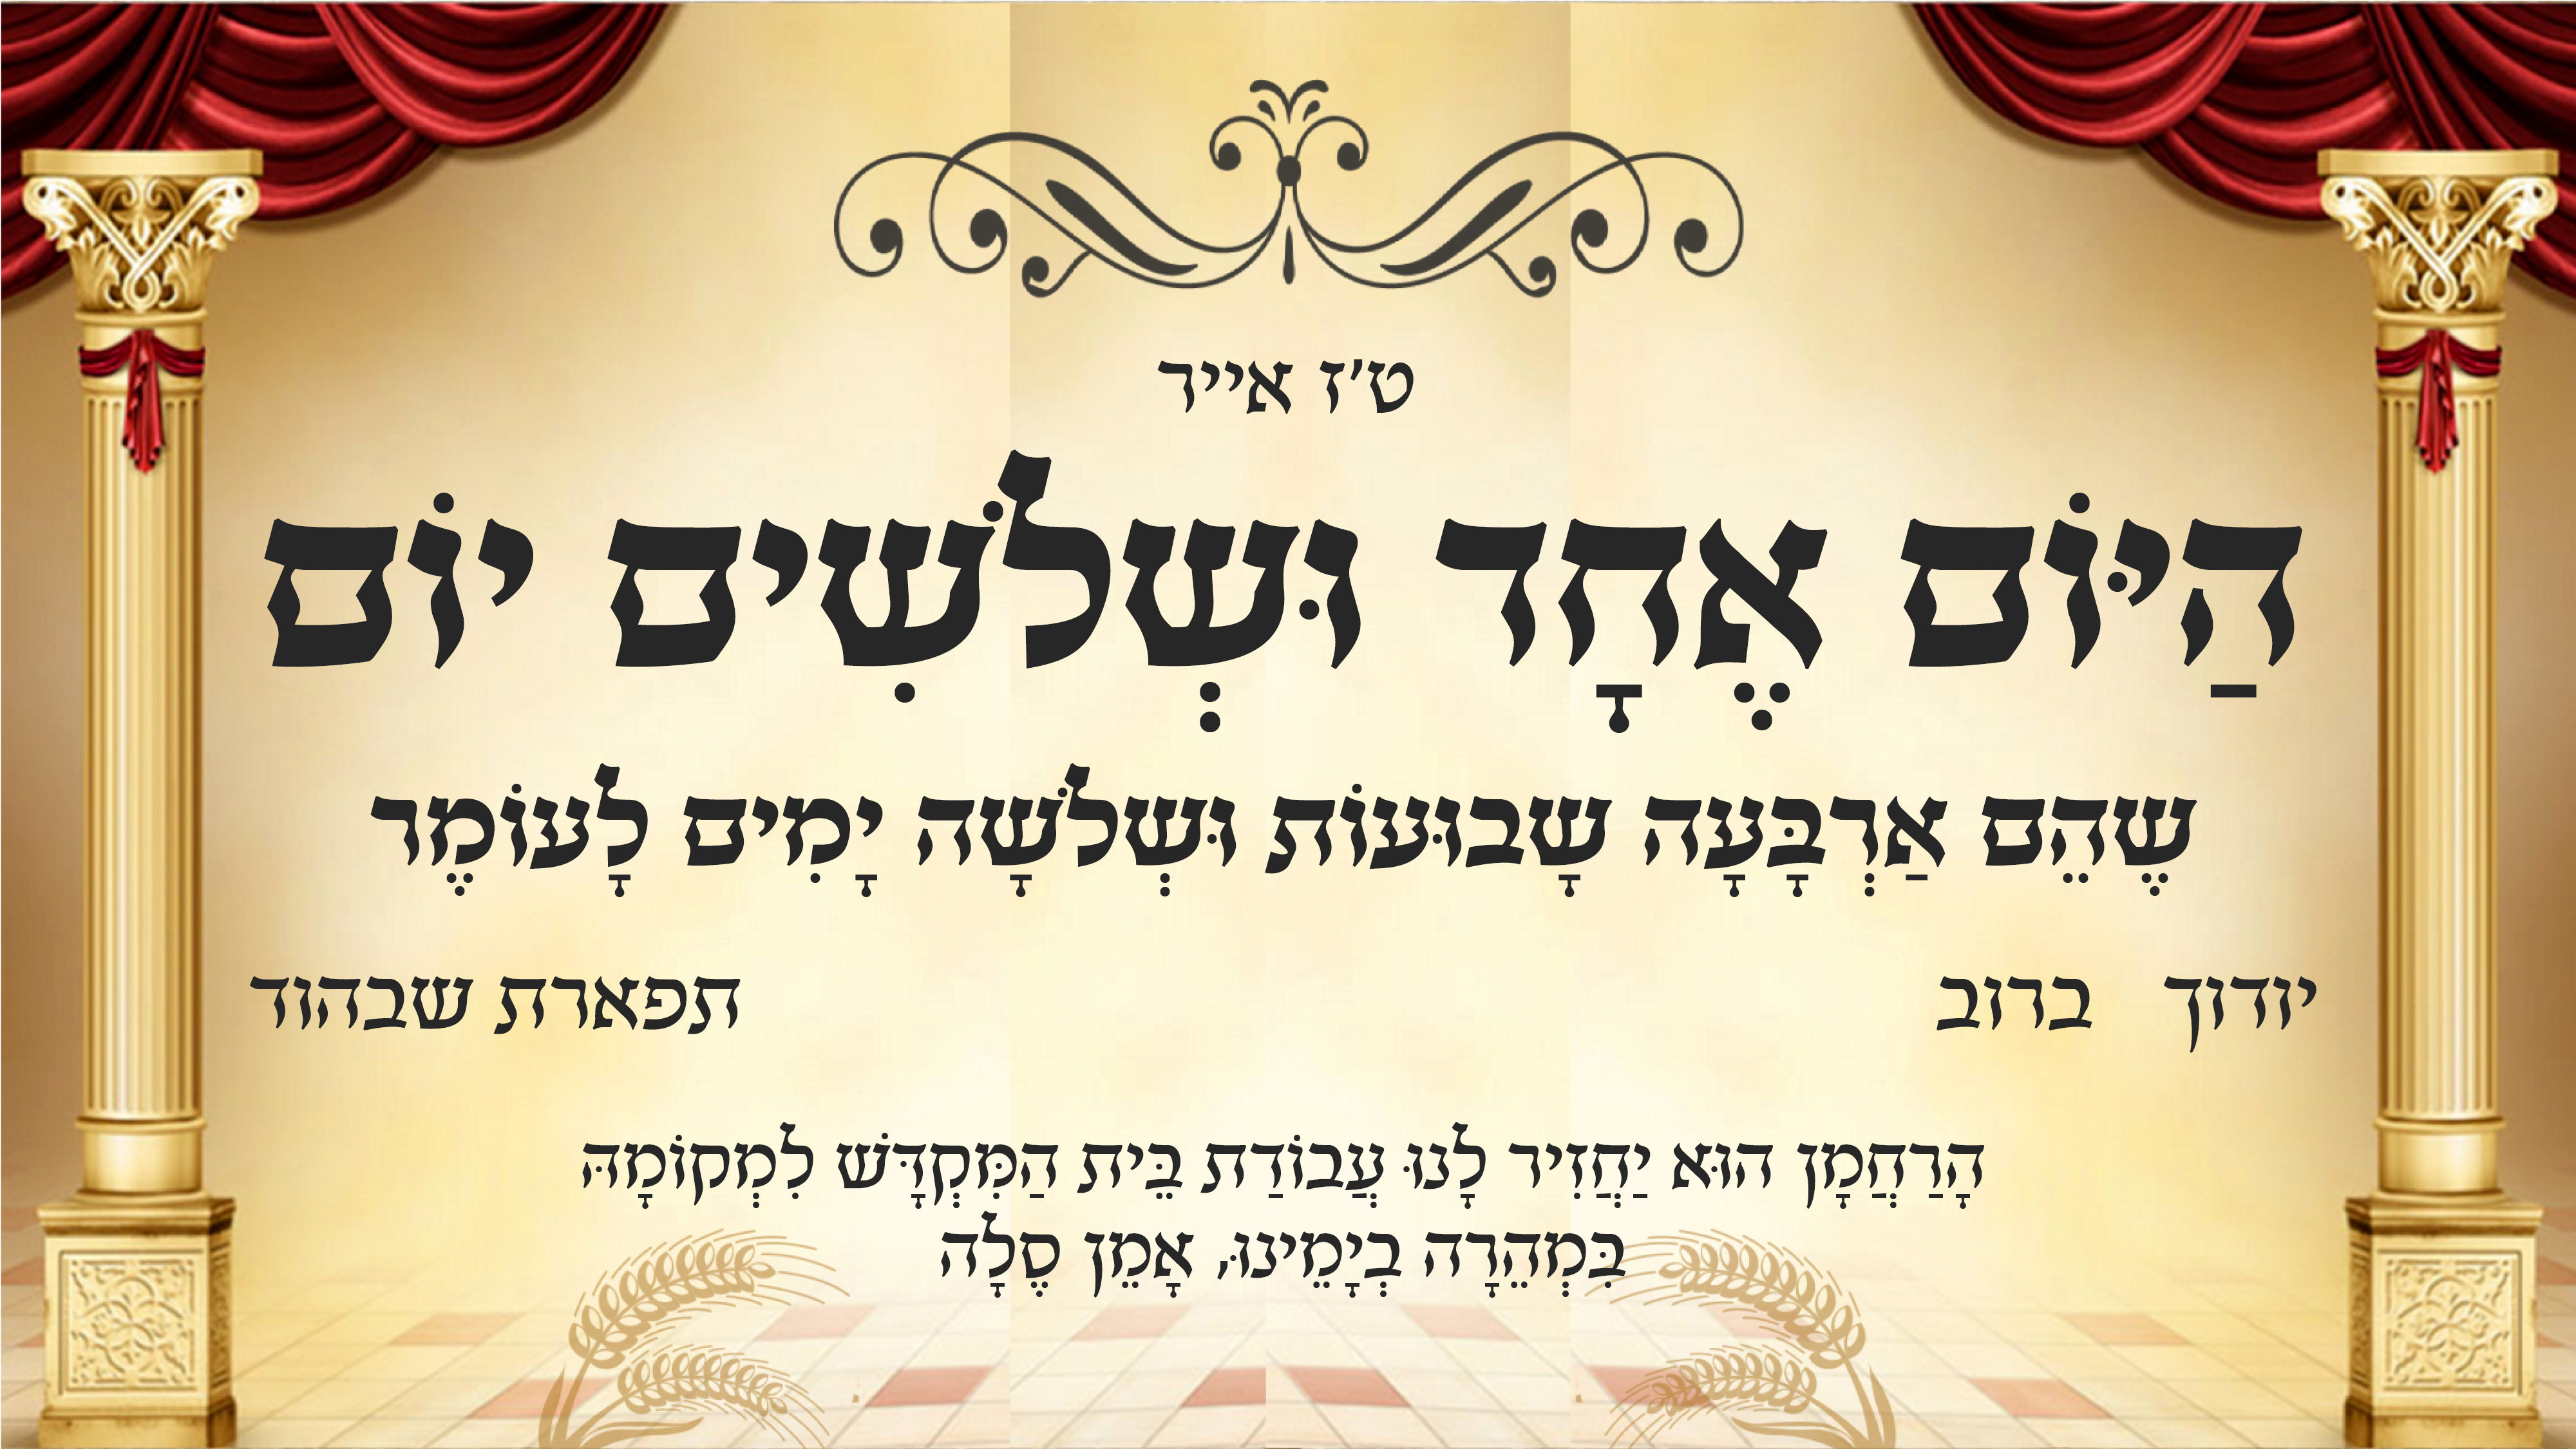 ט'ז אייר
הַיּוֹם אֶחָד וּשְׁלֹשִׁים יוֹם
שֶׁהֵם אַרְבָּעָה שָׁבוּעוֹת וּשְׁלֹשָׁה יָמִים לָעוֹמֶר
יודוך ברוב תפארת שבהוד
הָרַחֲמָן הוּא יַחֲזִיר לָנוּ עֲבוֹדַת בֵּית הַמִּקְדָּשׁ לִמְקוֹמָהּ
בִּמְהֵרָה בְיָמֵינוּ, אָמֵן סֶלָה